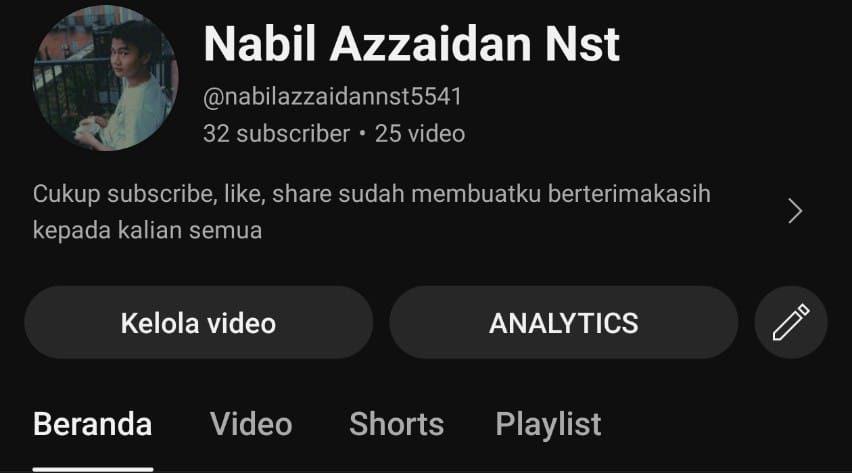 Nabil Azzaidan Nst
@nabilazzaidannst5541
32 subscriber • 25 video
Cukup subscribe, like, share sudah membuatku berterimakasih
kepada kalian semua
Kelola video ANALYTICS
Beranda Video Shorts Playlist